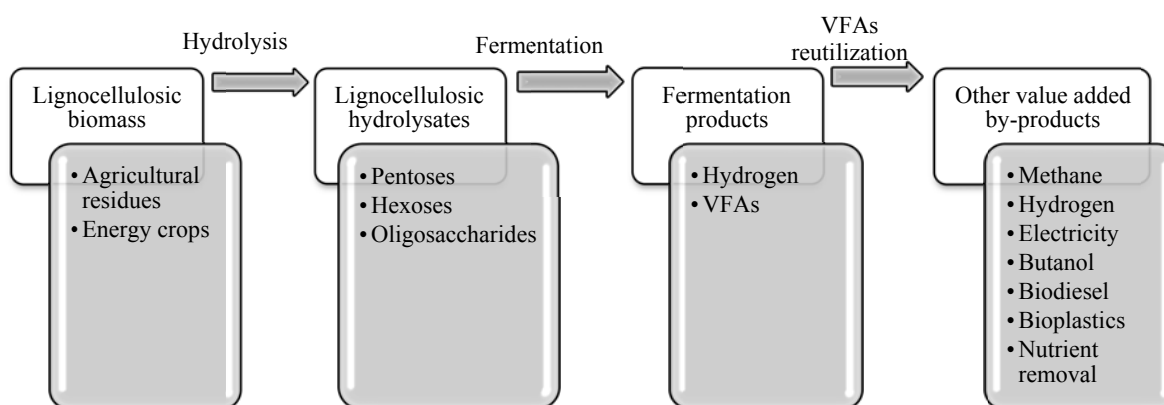 Hydrolysis
Fermentation
VFAs
reutilization
Lignocellulosic
biomass
• Agricultural
residues
• Energy crops
Lignocellulosic
hydrolysates
• Pentoses
• Hexoses
• Oligosaccharides
Fermentation
products
• Hydrogen
• VFAs
Other value added
by-products
• Methane
• Hydrogen
• Electricity
• Butanol
• Biodiesel
• Bioplastics
• Nutrient
removal